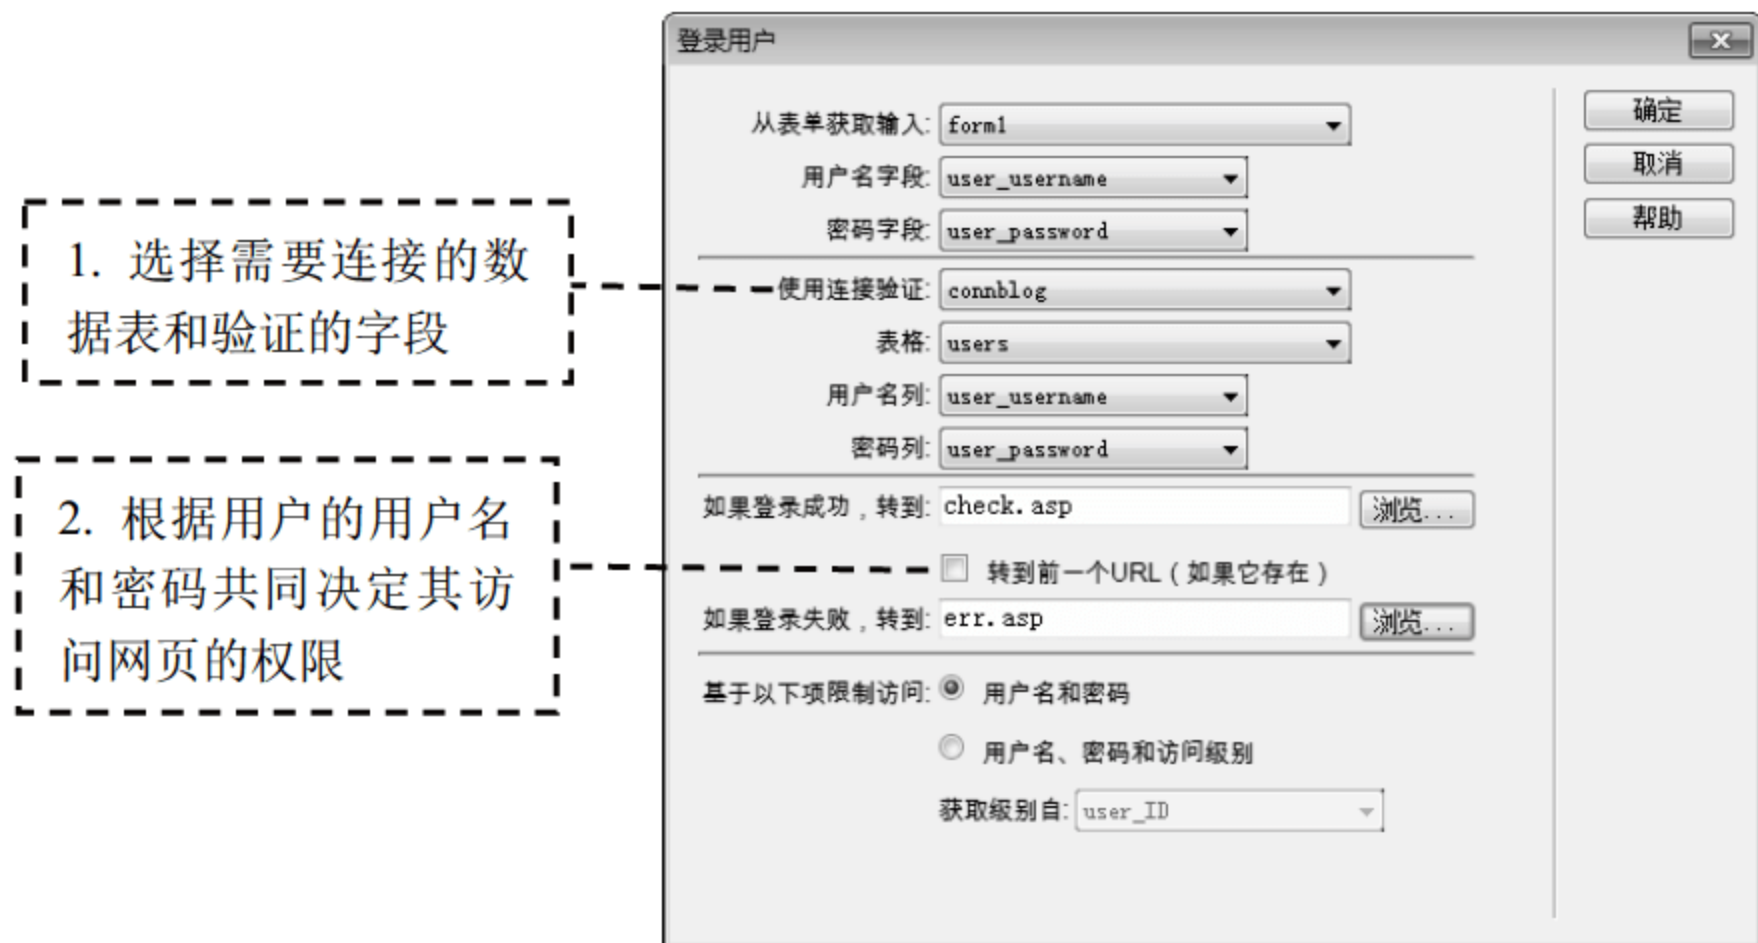 登录用户
从表单获取输入: form1
确定
用户名字段: user_username
取消
密码字段: user_password
帮助
1. 选择需要连接的数
据表和验证的字段
使用连接验证: connblog
表格: users
用户名列: user_username
密码列: user_password
2. 根据用户的用户名
和密码共同决定其访
问网页的权限
如果登录成功，转到: check.asp 浏览...
转到前一个URL（如果它存在）
如果登录失败，转到: err.asp 浏览...
基于以下项限制访问: 用户名和密码
用户名、密码和访问级别
获取级别自: user_ID